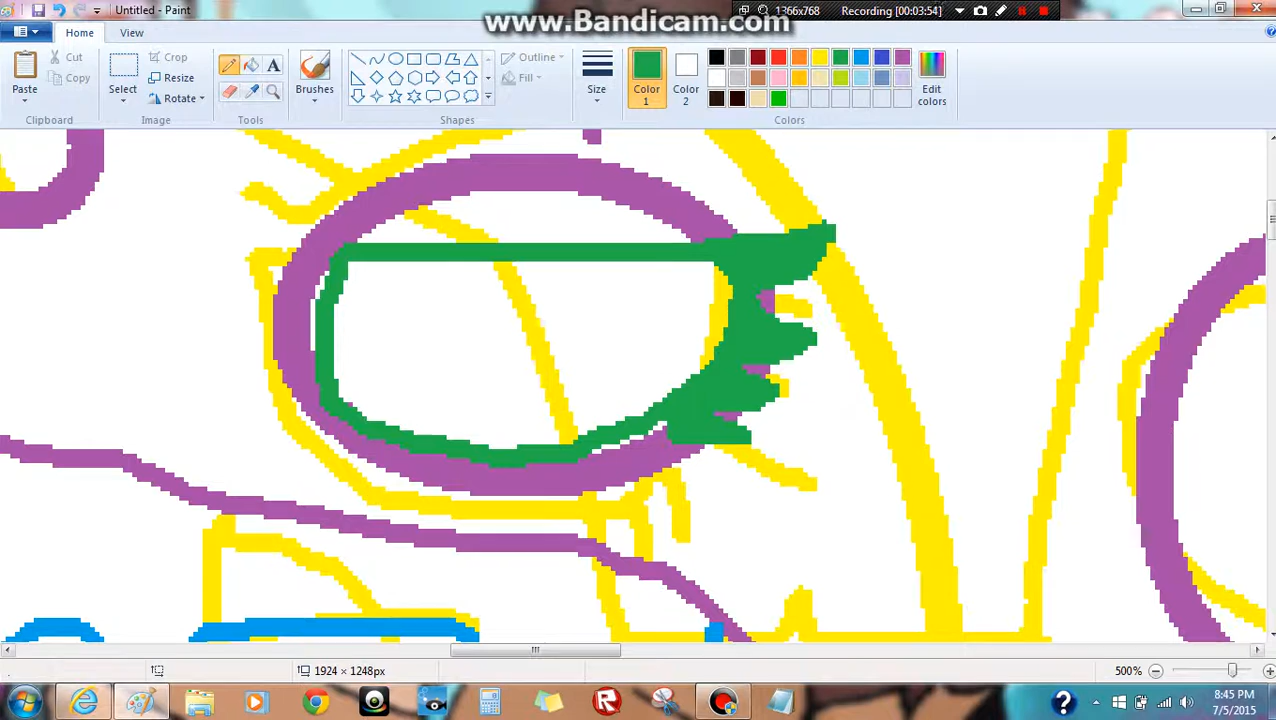 Untitled - Paint
www.Bandicam.com
1366x768
Recording [00:03:54]
Home
View
Paste
Cut
Copy
Clipboard
Select
Crop
Resize
Rotate
Image
A
Tools
Brushes
Outline
Fill
Shapes
Size
Color
1
Color
2
Edit
colors
Colors
1924 × 1248px
500%
8:45 PM
7/5/2015